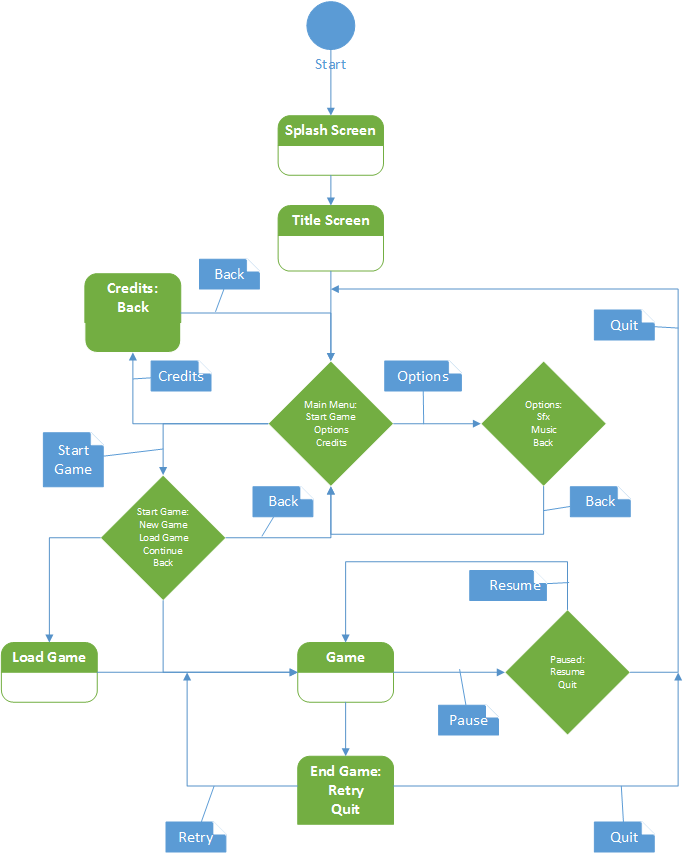 Start
Splash Screen
Title Screen
Back
Credits:
Back
Quit
Credits
Options
Main Menu:
Start Game
Options
Credits
Options:
Sfx
Music
Back
Start
Game
Back
Back
Start Game:
New Game
Load Game
Continue
Back
Resume
Load Game
Game
Paused:
Resume
Quit
Pause
End Game:
Retry
Quit
Retry
Quit